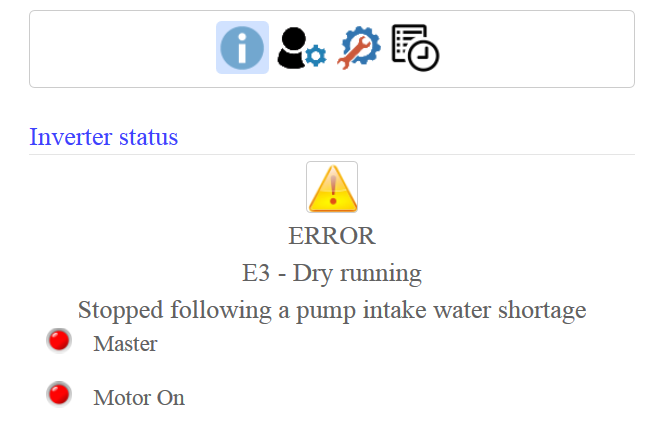 Inverter status
ERROR
E3 - Dry running
Stopped following a pump intake water shortage
Master
Motor On